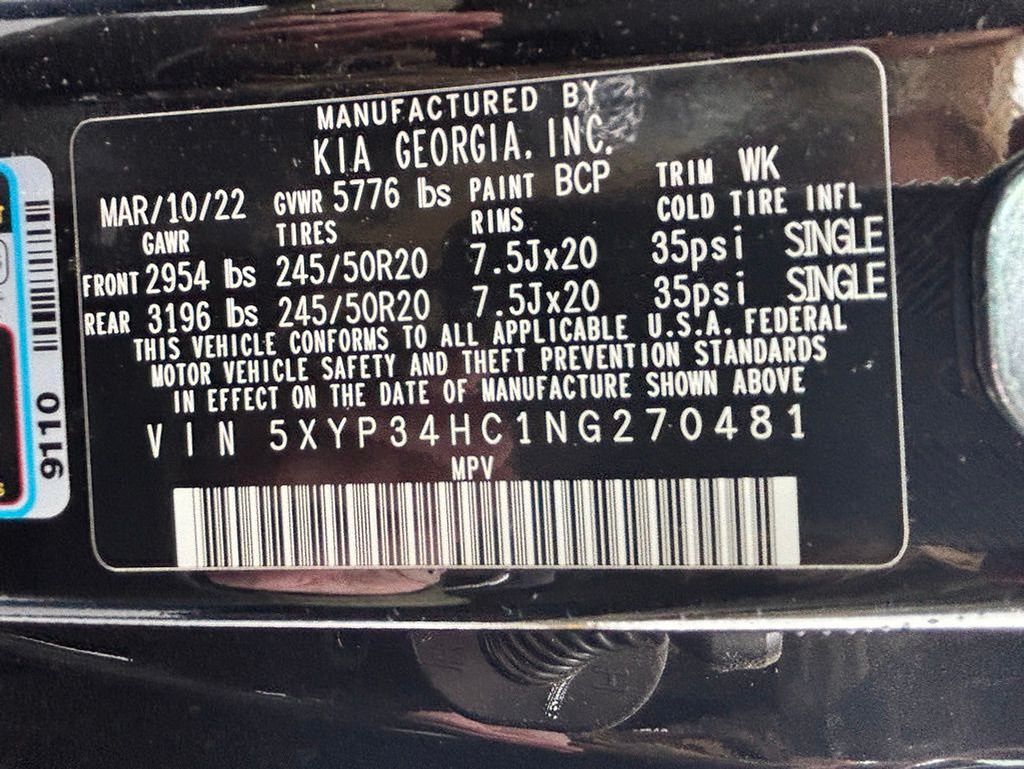 MANUFACTURED BY
KIA GEORGIA, INC.
MAR/10/22 GVWR 5776 lbs PAINT BCP TRIM WK
GAWR TIRES RIMS COLD TIRE INFL
FRONT 2954 lbs 245/50R20 7.5Jx20 35psi SINGLE
REAR 3196 lbs 245/50R20 7.5Jx20 35psi SINGLE
THIS VEHICLE CONFORMS TO ALL APPLICABLE U.S.A. FEDERAL
MOTOR VEHICLE SAFETY AND THEFT PREVENTION STANDARDS
IN EFFECT ON THE DATE OF MANUFACTURE SHOWN ABOVE
VIN 5XYP34HC1NG270481
MPV
9110